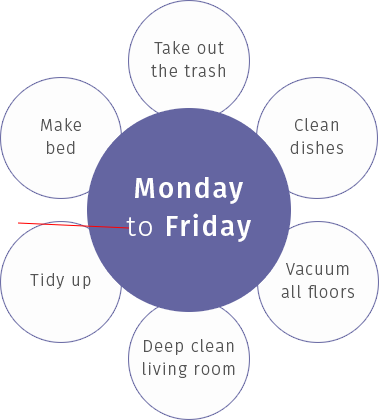 Take out
the trash
Make
bed
Clean
dishes
Monday
to Friday
Tidy up
Vacuum
all floors
Deep clean
living room